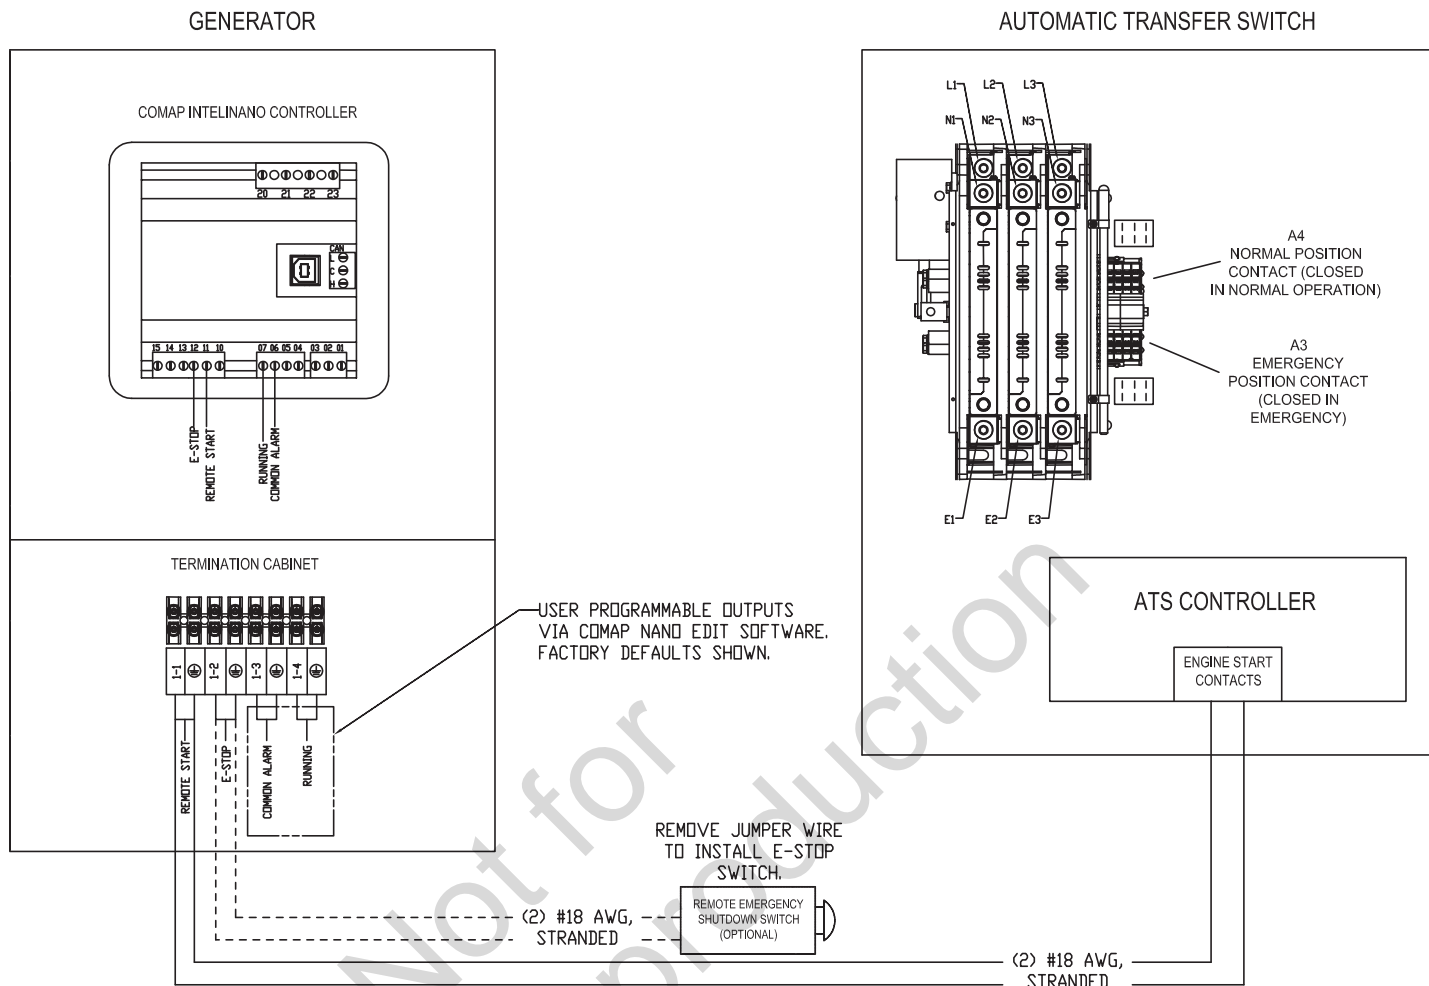 GENERATOR
COMAP INTELINANO CONTROLLER
20 21 22 23
CAN
L
C
H
15 14 13 12 11 10
07 06 05 04
03 02 01
E-STOP
REMOTE START
RUNNING
COMMON ALARM
TERMINATION CABINET
1-1
1-2
1-3
1-4
REMOTE START
E-STOP
COMMON ALARM
RUNNING
USER PROGRAMMABLE OUTPUTS
VIA COMAP NANO EDIT SOFTWARE.
FACTORY DEFAULTS SHOWN.
REMOVE JUMPER WIRE
TO INSTALL E-STOP
SWITCH.
REMOTE EMERGENCY
SHUTDOWN SWITCH
(OPTIONAL)
(2) #18 AWG,
STRANDED
AUTOMATIC TRANSFER SWITCH
L1 L2 L3
N1 N2 N3
A4
NORMAL POSITION
CONTACT (CLOSED
IN NORMAL OPERATION)
A3
EMERGENCY
POSITION CONTACT
(CLOSED IN
EMERGENCY)
E1 E2 E3
ATS CONTROLLER
ENGINE START
CONTACTS
(2) #18 AWG,
STRANDED
Not for
production